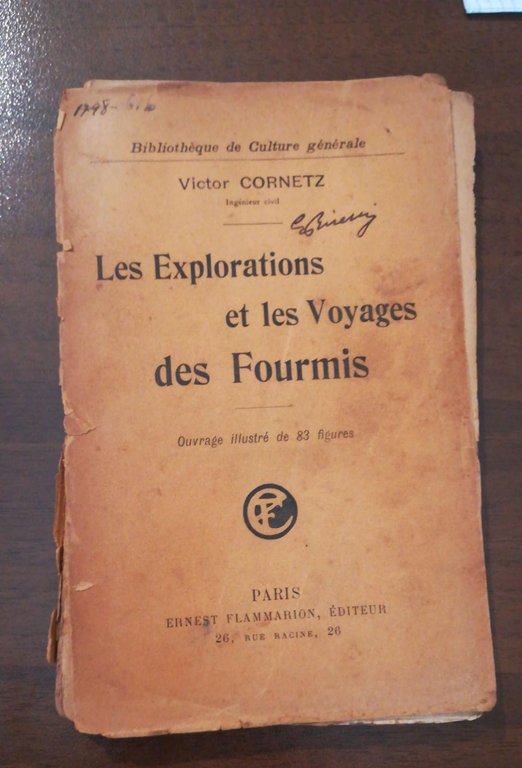 Bibliothèque de Culture générale
Victor CORNETZ
Ingénieur civil
Les Explorations
et les Voyages
des Fourmis
Ouvrage illustré de 83 figures
PARIS
ERNEST FLAMMARION, ÉDITEUR
26, RUE RACINE, 26